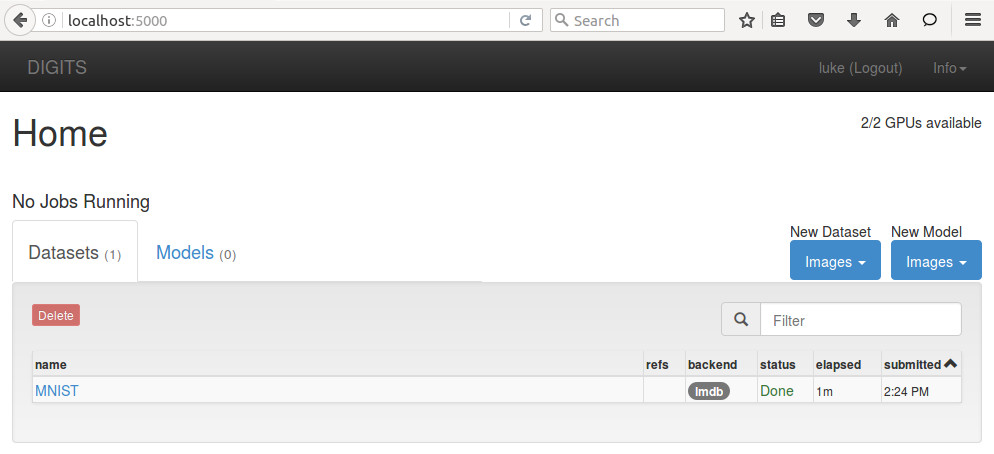 localhost:5000
Search
DIGITS
luke (Logout)
Info
Home
2/2 GPUs available
No Jobs Running
Datasets (1)
Models (0)
New Dataset
New Model
Images
Images
Delete
Filter
name refs backend status elapsed submitted
MNIST lmdb Done 1m 2:24 PM